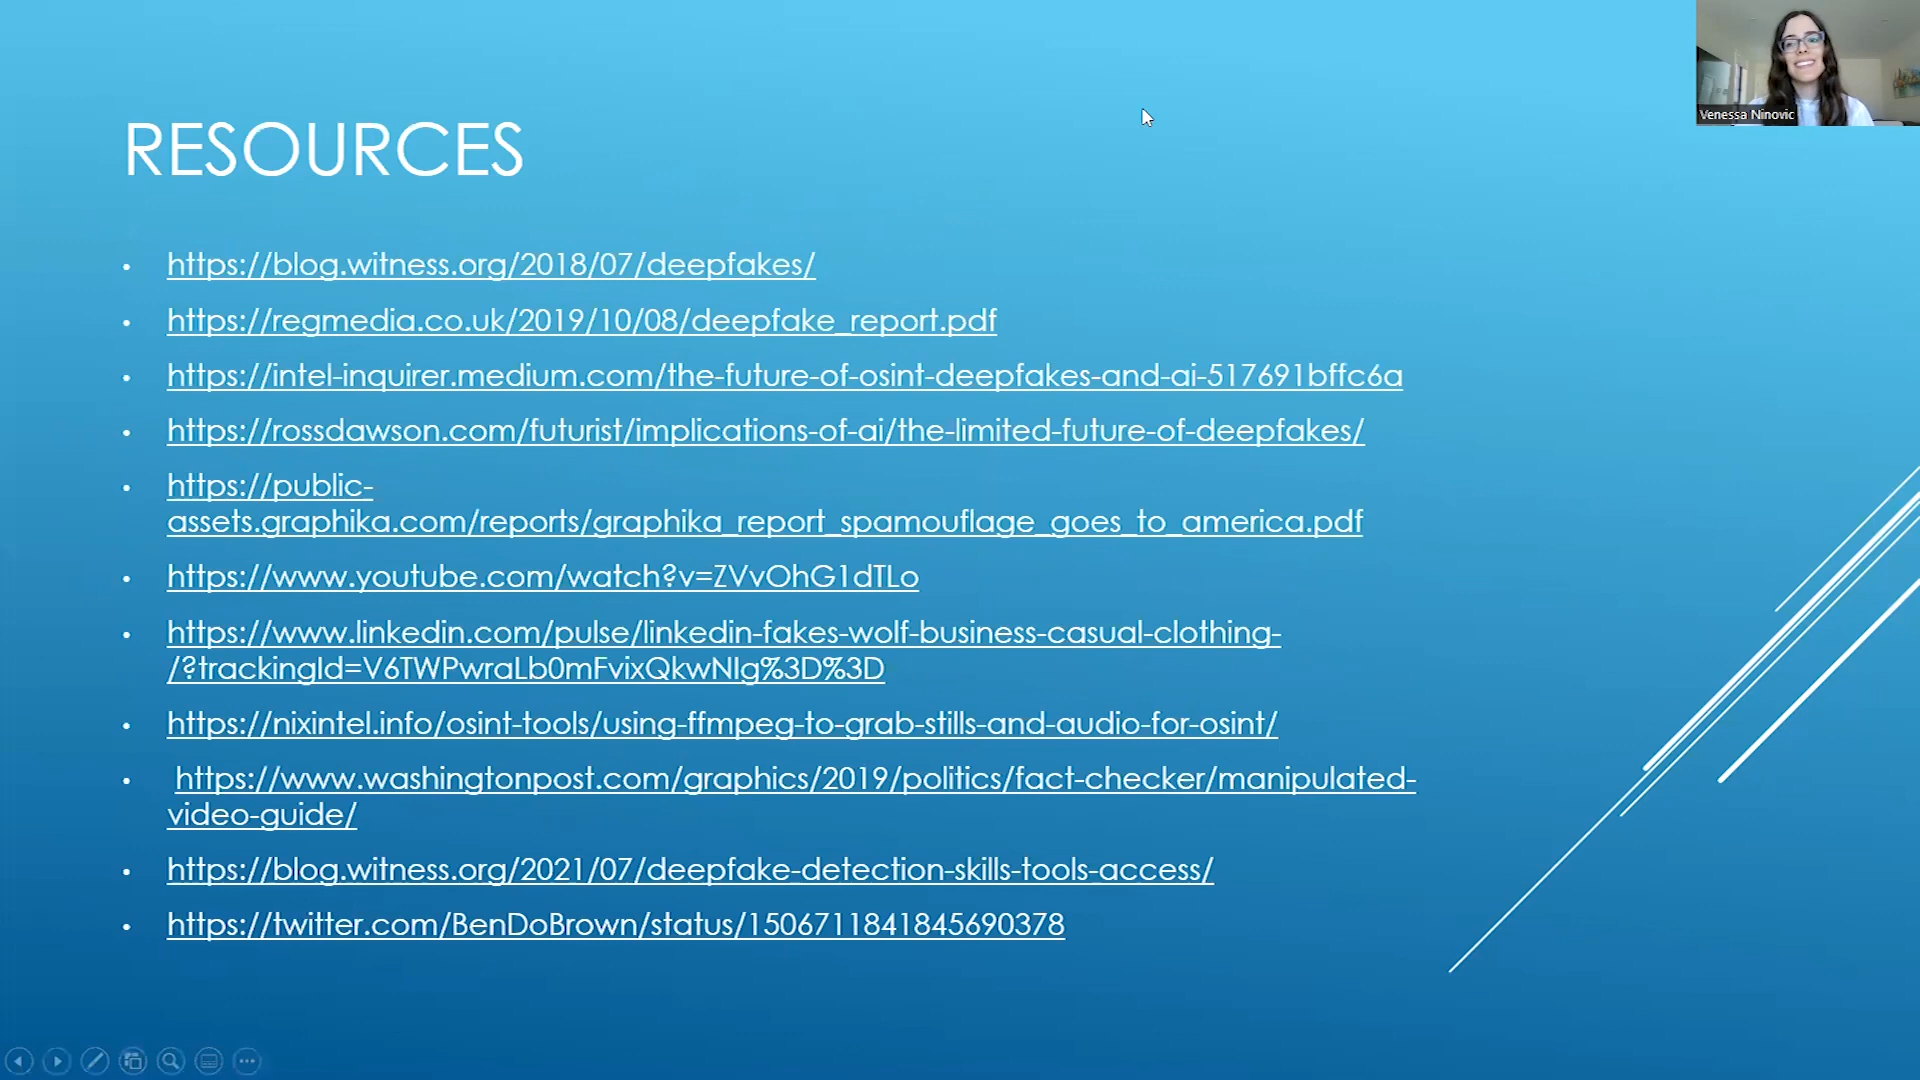 Venessa Ninovic
RESOURCES
• https://blog.witness.org/2018/07/deepfakes/
• https://regmedia.co.uk/2019/10/08/deepfake_report.pdf
• https://intel-inquirer.medium.com/the-future-of-osint-deepfakes-and-ai-517691bffc6a
• https://rossdawson.com/futurist/implications-of-ai/the-limited-future-of-deepfakes/
• https://public-
assets.graphika.com/reports/graphika_report_spamouflage_goes_to_america.pdf
• https://www.youtube.com/watch?v=ZVvOhG1dTLo
• https://www.linkedin.com/pulse/linkedin-fakes-wolf-business-casual-clothing-
/?trackingId=V6TWPwraLb0mFvixQkwNIg%3D%3D
• https://nixintel.info/osint-tools/using-ffmpeg-to-grab-stills-and-audio-for-osint/
• https://www.washingtonpost.com/graphics/2019/politics/fact-checker/manipulated-
video-guide/
• https://blog.witness.org/2021/07/deepfake-detection-skills-tools-access/
• https://twitter.com/BenDoBrown/status/1506711841845690378